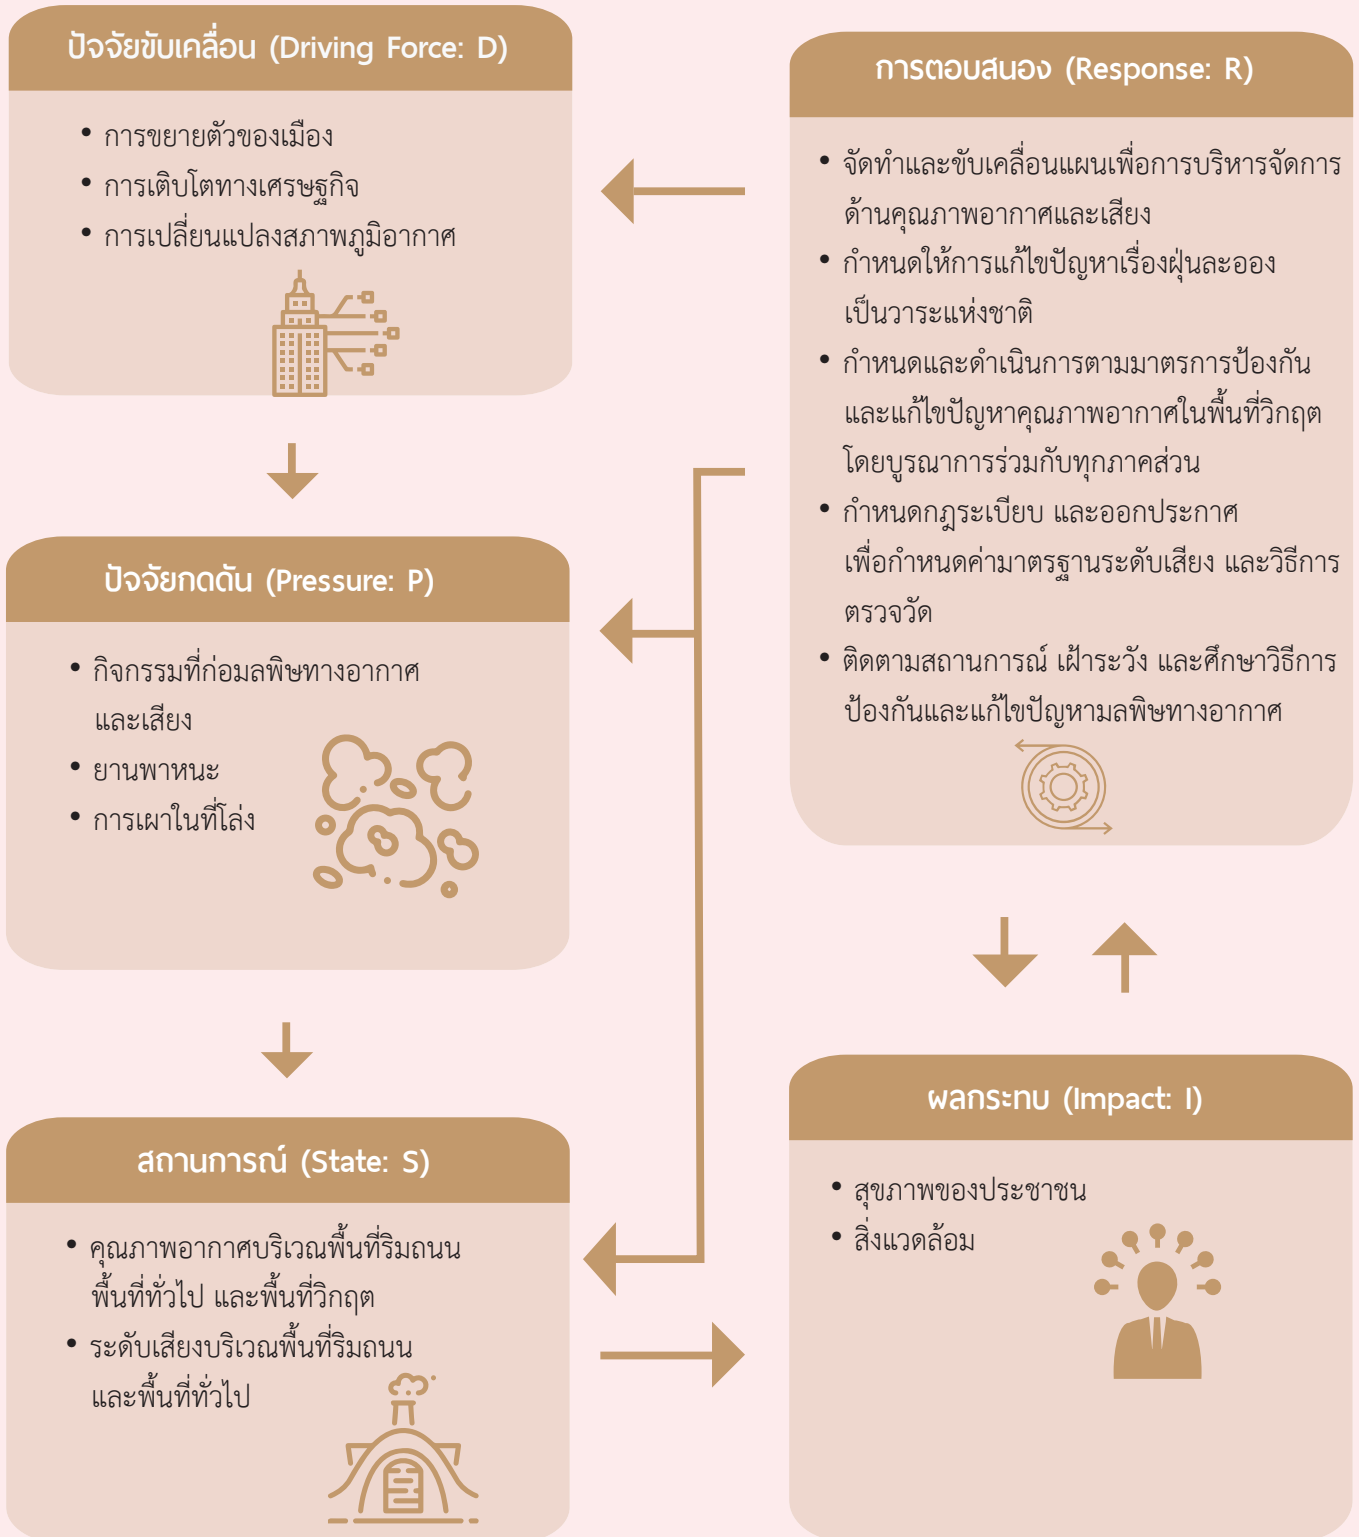 ปัจจัยขับเคลื่อน (Driving Force: D)
• การขยายตัวของเมือง
• การเติบโตทางเศรษฐกิจ
• การเปลี่ยนแปลงสภาพภูมิอากาศ
ปัจจัยกดดัน (Pressure: P)
• กิจกรรมที่ก่อมลพิษทางอากาศ
และเสียง
• ยานพาหนะ
• การเผาในที่โล่ง
สถานการณ์ (State: S)
• คุณภาพอากาศบริเวณพื้นที่ริมถนน
พื้นที่ทั่วไป และพื้นที่วิกฤต
• ระดับเสียงบริเวณพื้นที่ริมถนน
และพื้นที่ทั่วไป
การตอบสนอง (Response: R)
• จัดทำและขับเคลื่อนแผนเพื่อการบริหารจัดการ
ด้านคุณภาพอากาศและเสียง
• กำหนดให้การแก้ไขปัญหาเรื่องฝุ่นละออง
เป็นวาระแห่งชาติ
• กำหนดและดำเนินการตามมาตรการป้องกัน
และแก้ไขปัญหาคุณภาพอากาศในพื้นที่วิกฤต
โดยบูรณาการร่วมกับทุกภาคส่วน
• กำหนดกฎระเบียบ และออกประกาศ
เพื่อกำหนดค่ามาตรฐานระดับเสียง และวิธีการ
ตรวจวัด
• ติดตามสถานการณ์ เฝ้าระวัง และศึกษาวิธีการ
ป้องกันและแก้ไขปัญหามลพิษทางอากาศ
ผลกระทบ (Impact: I)
• สุขภาพของประชาชน
• สิ่งแวดล้อม